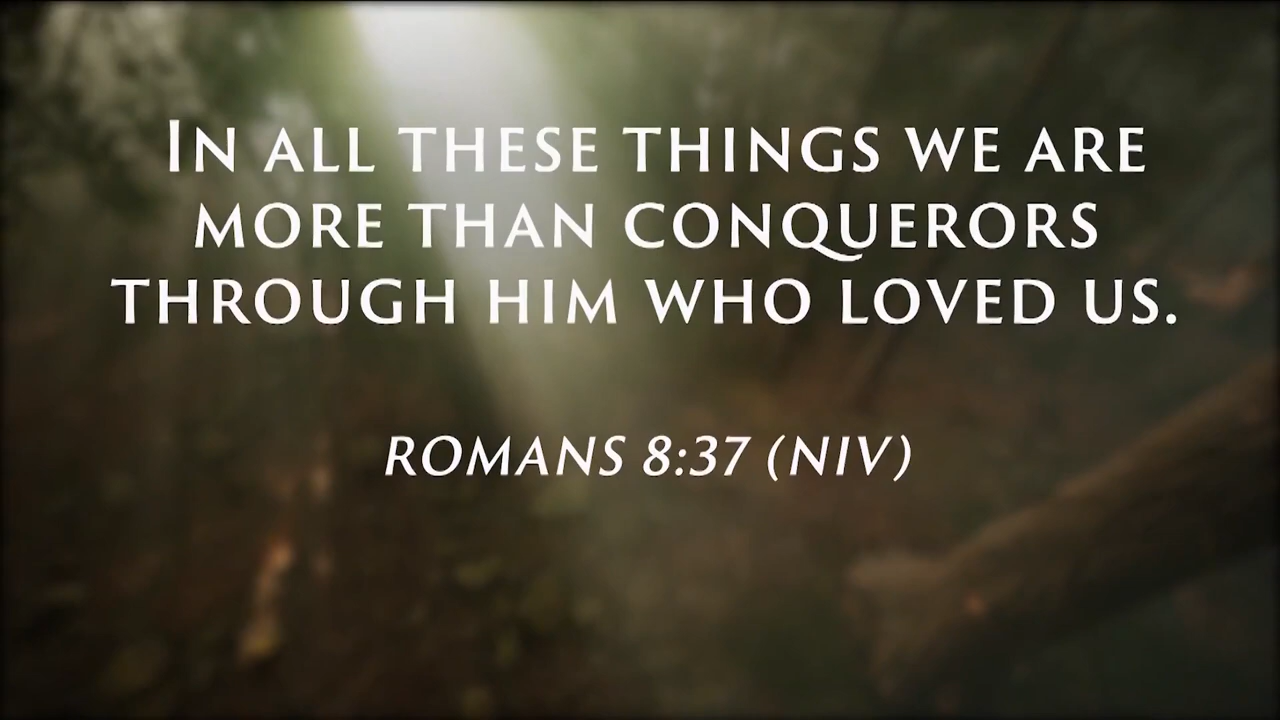 In all these things we are
more than conquerors
through him who loved us.
Romans 8:37 (NIV)